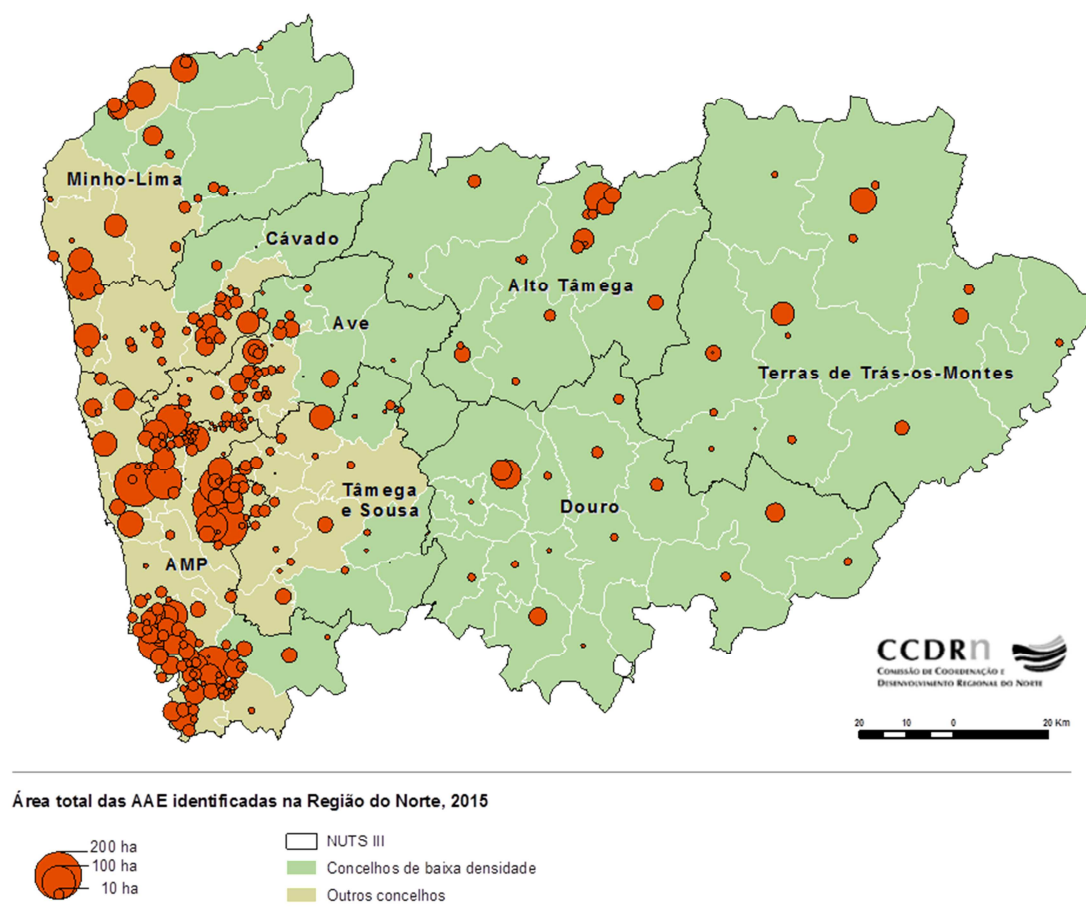 Minho-Lima
Cávado
Alto Tâmega
Ave
Terras de Trás-os-Montes
Tâmega
e Sousa
Douro
AMP
CCDRn
COMISSÃO DE COORDENAÇÃO E
DESENVOLVIMENTO REGIONAL DO NORTE
20 10 0 20 Km
Área total das AAE identificadas na Região do Norte, 2015
200 ha
100 ha
10 ha
NUTS III
Concelhos de baixa densidade
Outros concelhos